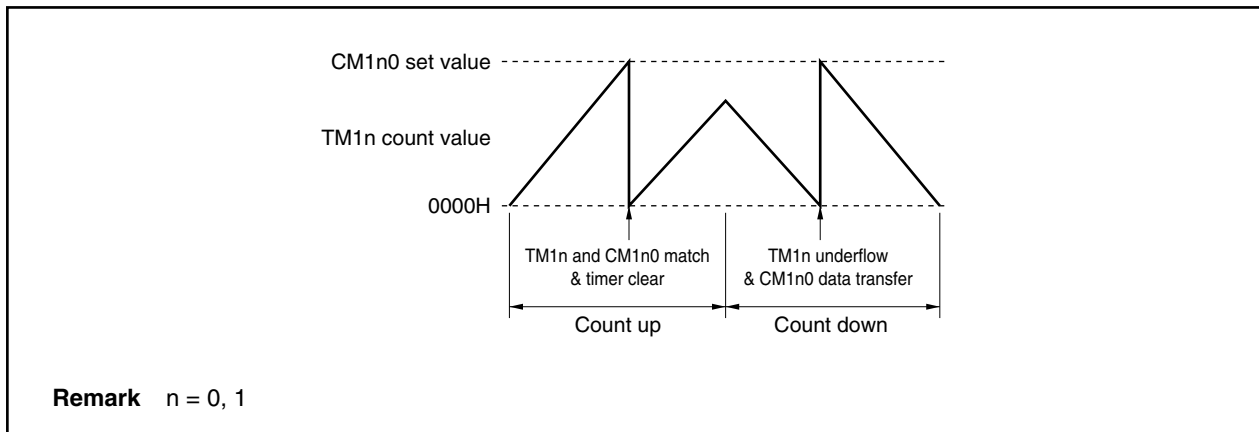 CM1n0 set value
TM1n count value
0000H
TM1n and CM1n0 match
& timer clear
TM1n underflow
& CM1n0 data transfer
Count up
Count down
Remark n = 0, 1